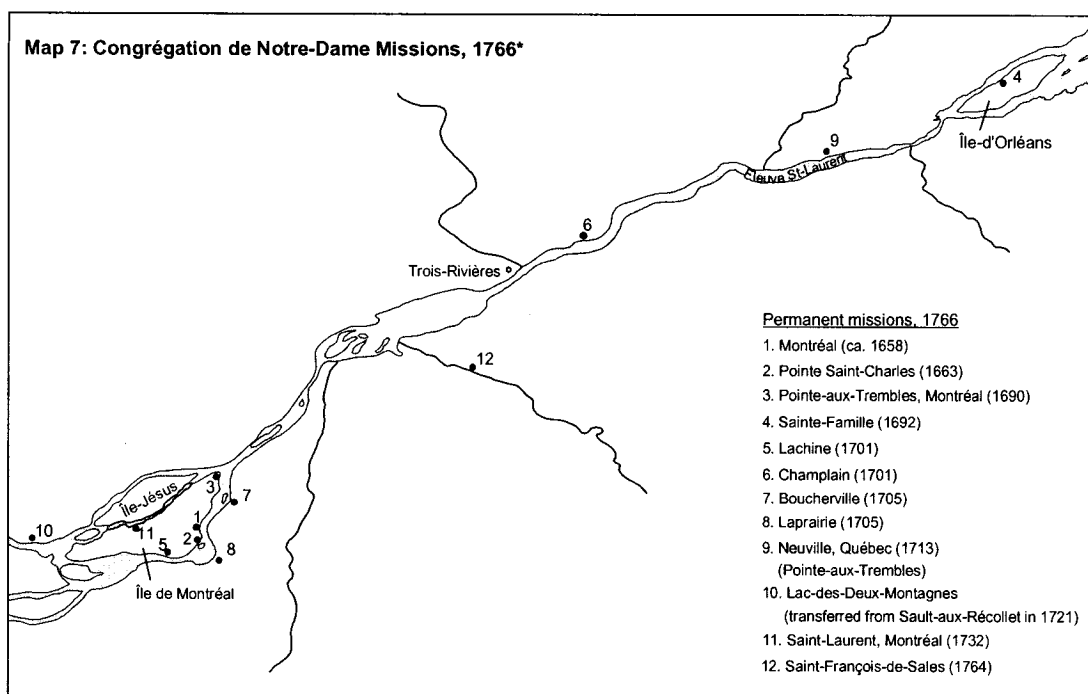 Map 7: Congrégation de Notre-Dame Missions, 1766*
4
Île-d'Orléans
9
Fleuva St-Laurent
6
Trois-Rivières
12
3
Île-Jésus
7
10
11
1
2
5
8
Île de Montréal
Permanent missions, 1766
1. Montréal (ca. 1658)
2. Pointe Saint-Charles (1663)
3. Pointe-aux-Trembles, Montréal (1690)
4. Sainte-Famille (1692)
5. Lachine (1701)
6. Champlain (1701)
7. Boucherville (1705)
8. Laprairie (1705)
9. Neuville, Québec (1713)
(Pointe-aux-Trembles)
10. Lac-des-Deux-Montagnes
(transferred from Sault-aux-Récollet in 1721)
11. Saint-Laurent, Montréal (1732)
12. Saint-François-de-Sales (1764)